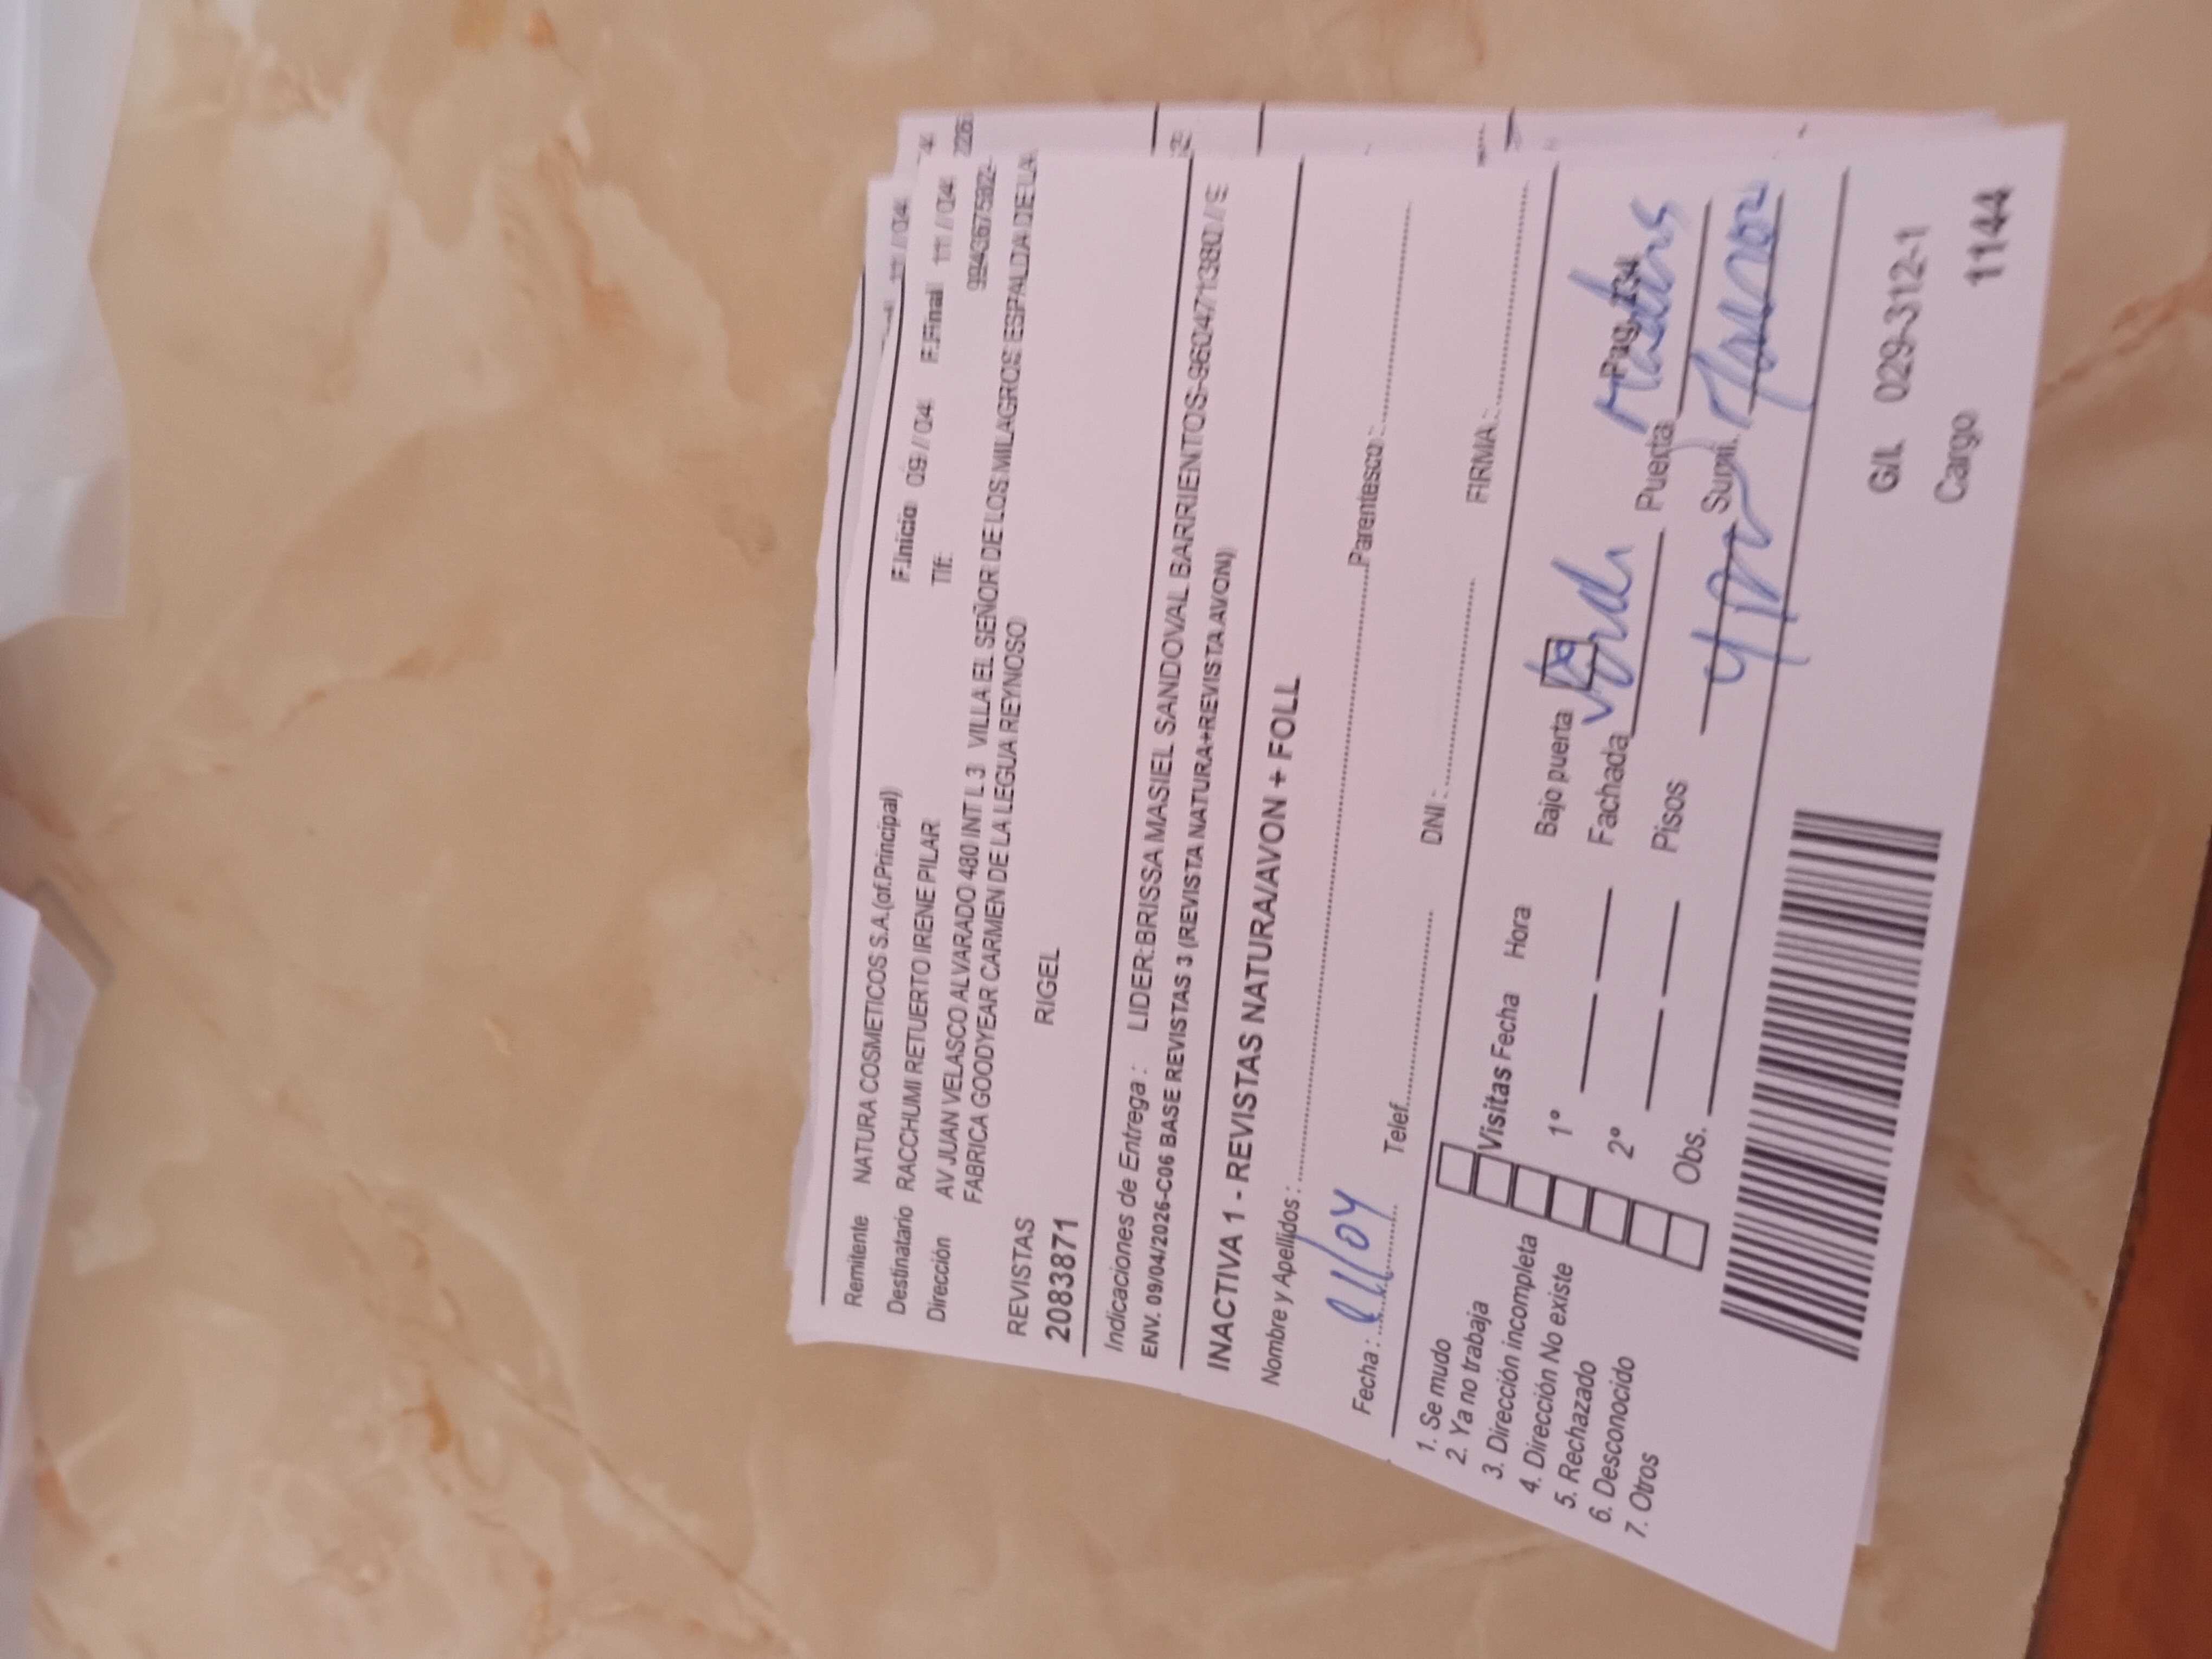 Remitente NATURA COSMETICOS S.A.(of.Principal) F.Inicio 09//04 F.Final 11//04
Destinatario RACCHUMI RETUERTO IRENE PILAR Tlf:
Dirección AV JUAN VELASCO ALVARADO 480 INT L 3 VILLA EL SEÑOR DE LOS MILAGROS ESPALDA DE LA
FABRICA GOODYEAR CARMEN DE LA LEGUA REYNOSO
REVISTAS RIGEL
2083871
Indicaciones de Entrega : LIDER:BRISSA MASIEL SANDOVAL BARRIENTOS-960471380//S
ENV. 09/04/2026-C06 BASE REVISTAS 3 (REVISTA NATURA+REVISTA AVON)
INACTIVA 1 - REVISTAS NATURA/AVON + FOLL
Nombre y Apellidos : Parentesco :
Fecha : 11/04 Telef. DNI : FIRMA :
1. Se mudo
2. Ya no trabaja
3. Dirección incompleta
4. Dirección No existe
5. Rechazado
6. Desconocido
7. Otros
Visitas Fecha Hora Bajo puerta
1° Fachada Puerta Pag. 134
2° Pisos Sumi.
Obs.
G/L 029-312-1
Cargo 1144